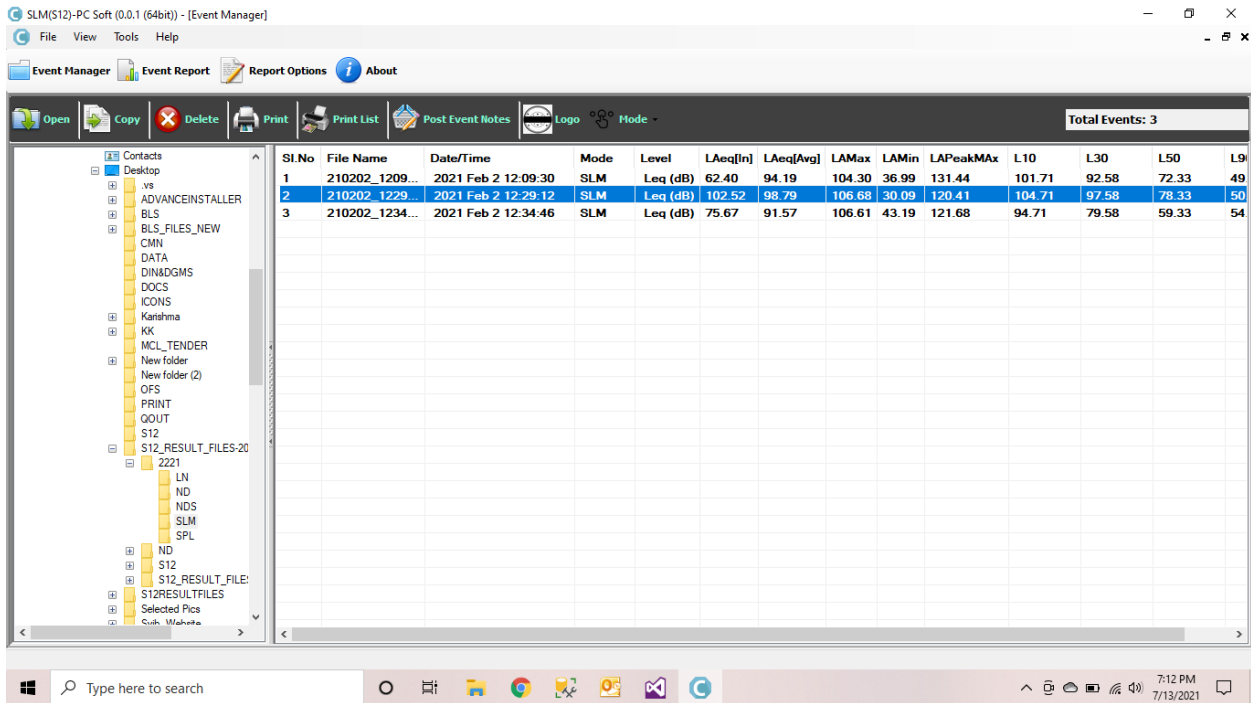 SLM(S12)-PC Soft (0.0.1 (64bit)) - [Event Manager]
File View Tools Help
Event Manager Event Report Report Options About
Open Copy Delete Print Print List Post Event Notes Logo Mode Total Events: 3
Contacts
Desktop
.vs
ADVANCEINSTALLER
BLS
BLS_FILES_NEW
CMN
DATA
DIN&DGMS
DOCS
ICONS
Karishma
KK
MCL_TENDER
New folder
New folder (2)
OFS
PRINT
QOUT
S12
S12_RESULT_FILES-20
2221
LN
ND
NDS
SLM
SPL
ND
S12
S12_RESULT_FILES
S12RESULTFILES
Selected Pics
SI.No File Name Date/Time Mode Level LAeq[In] LAeq[Avg] LAMax LAMin LAPeakMAx L10 L30 L50 L9
1 210202_1209... 2021 Feb 2 12:09:30 SLM Leq (dB) 62.40 94.19 104.30 36.99 131.44 101.71 92.58 72.33 49.
2 210202_1229... 2021 Feb 2 12:29:12 SLM Leq (dB) 102.52 98.79 106.68 30.09 120.41 104.71 97.58 78.33 50
3 210202_1234... 2021 Feb 2 12:34:46 SLM Leq (dB) 75.67 91.57 106.61 43.19 121.68 94.71 79.58 59.33 54.
Type here to search
7:12 PM
7/13/2021